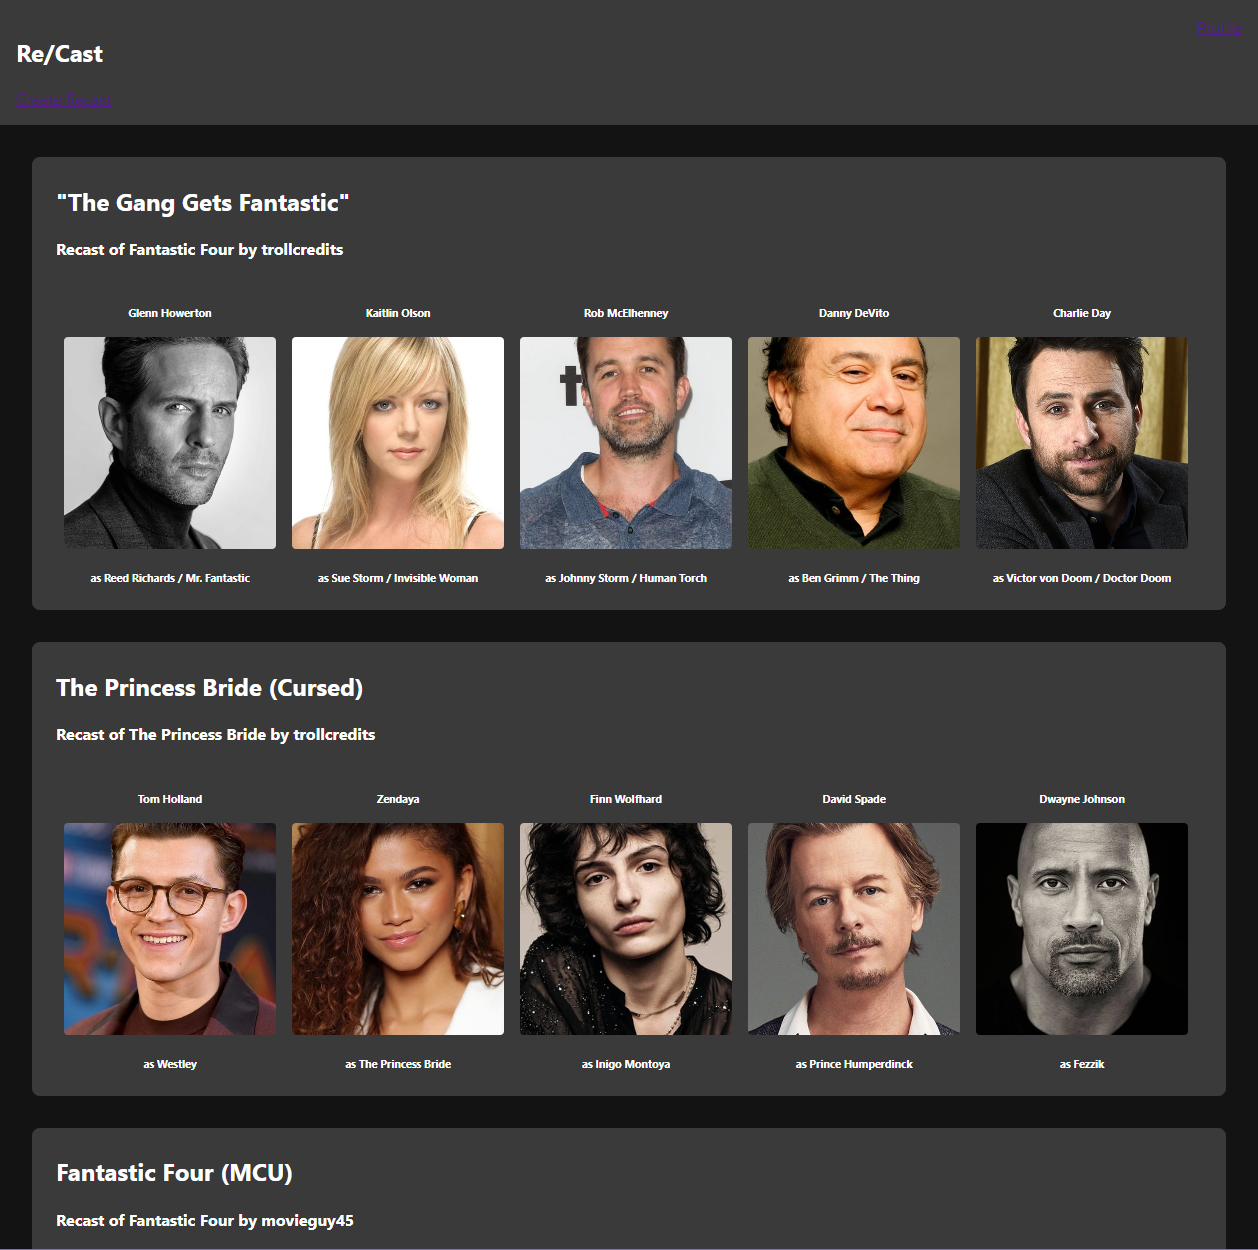 Profile
Re/Cast
Create Recast
"The Gang Gets Fantastic"
Recast of Fantastic Four by trollcredits
Glenn Howerton
Kaitlin Olson
Rob McElhenney
Danny DeVito
Charlie Day
as Reed Richards / Mr. Fantastic
as Sue Storm / Invisible Woman
as Johnny Storm / Human Torch
as Ben Grimm / The Thing
as Victor von Doom / Doctor Doom
The Princess Bride (Cursed)
Recast of The Princess Bride by trollcredits
Tom Holland
Zendaya
Finn Wolfhard
David Spade
Dwayne Johnson
as Westley
as The Princess Bride
as Inigo Montoya
as Prince Humperdinck
as Fezzik
Fantastic Four (MCU)
Recast of Fantastic Four by movieguy45